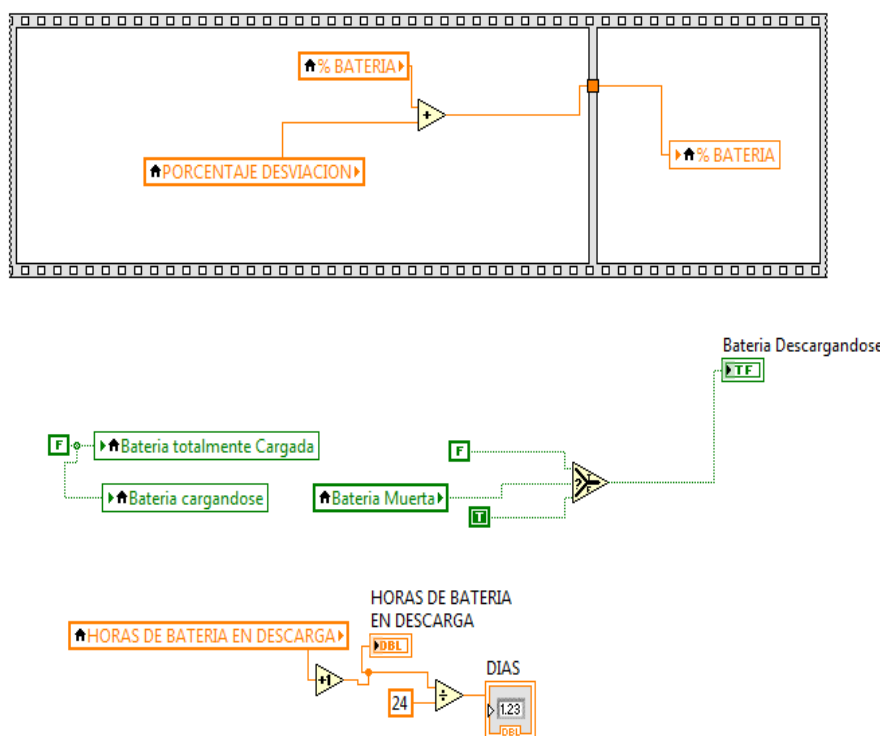 % BATERIA
+
PORCENTAJE DESVIACION
% BATERIA
Bateria Descargandose
TF
F
Bateria totalmente Cargada
Bateria cargandose
F
Bateria Muerta
T
?
T
F
HORAS DE BATERIA
EN DESCARGA
DBL
HORAS DE BATERIA EN DESCARGA
+1
24
÷
DIAS
1.23
DBL